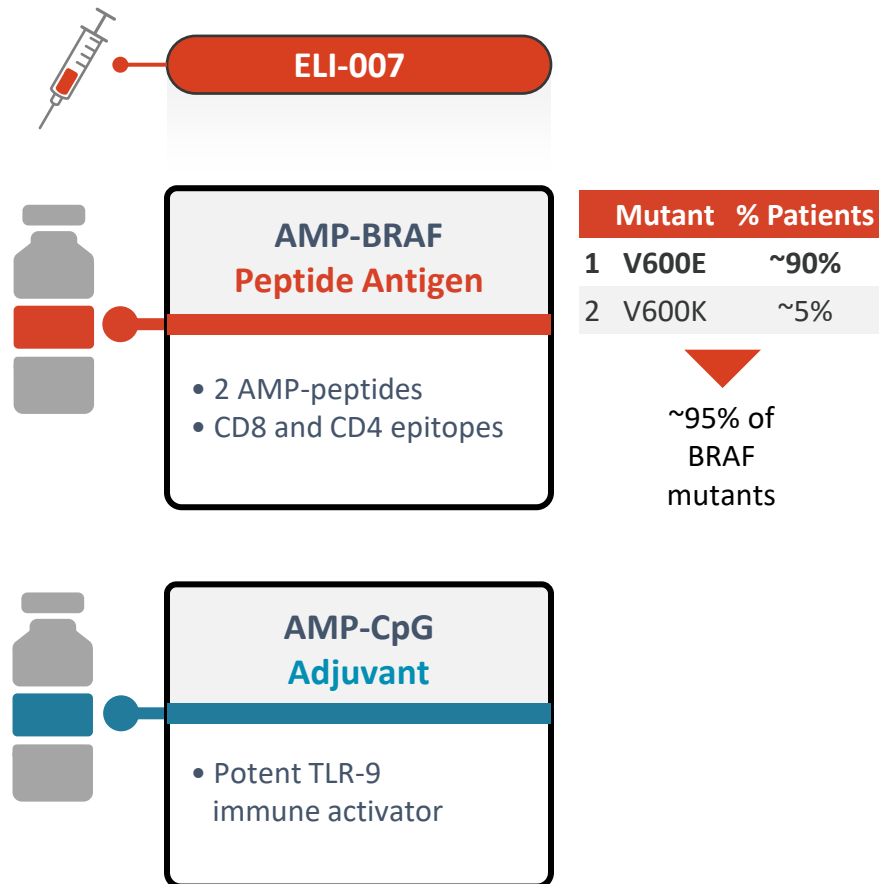 ELI-007
AMP-BRAF
Peptide Antigen
• 2 AMP-peptides
• CD8 and CD4 epitopes
Mutant % Patients
1 V600E ~90%
2 V600K ~5%
~95% of
BRAF
mutants
AMP-CpG
Adjuvant
• Potent TLR-9
immune activator